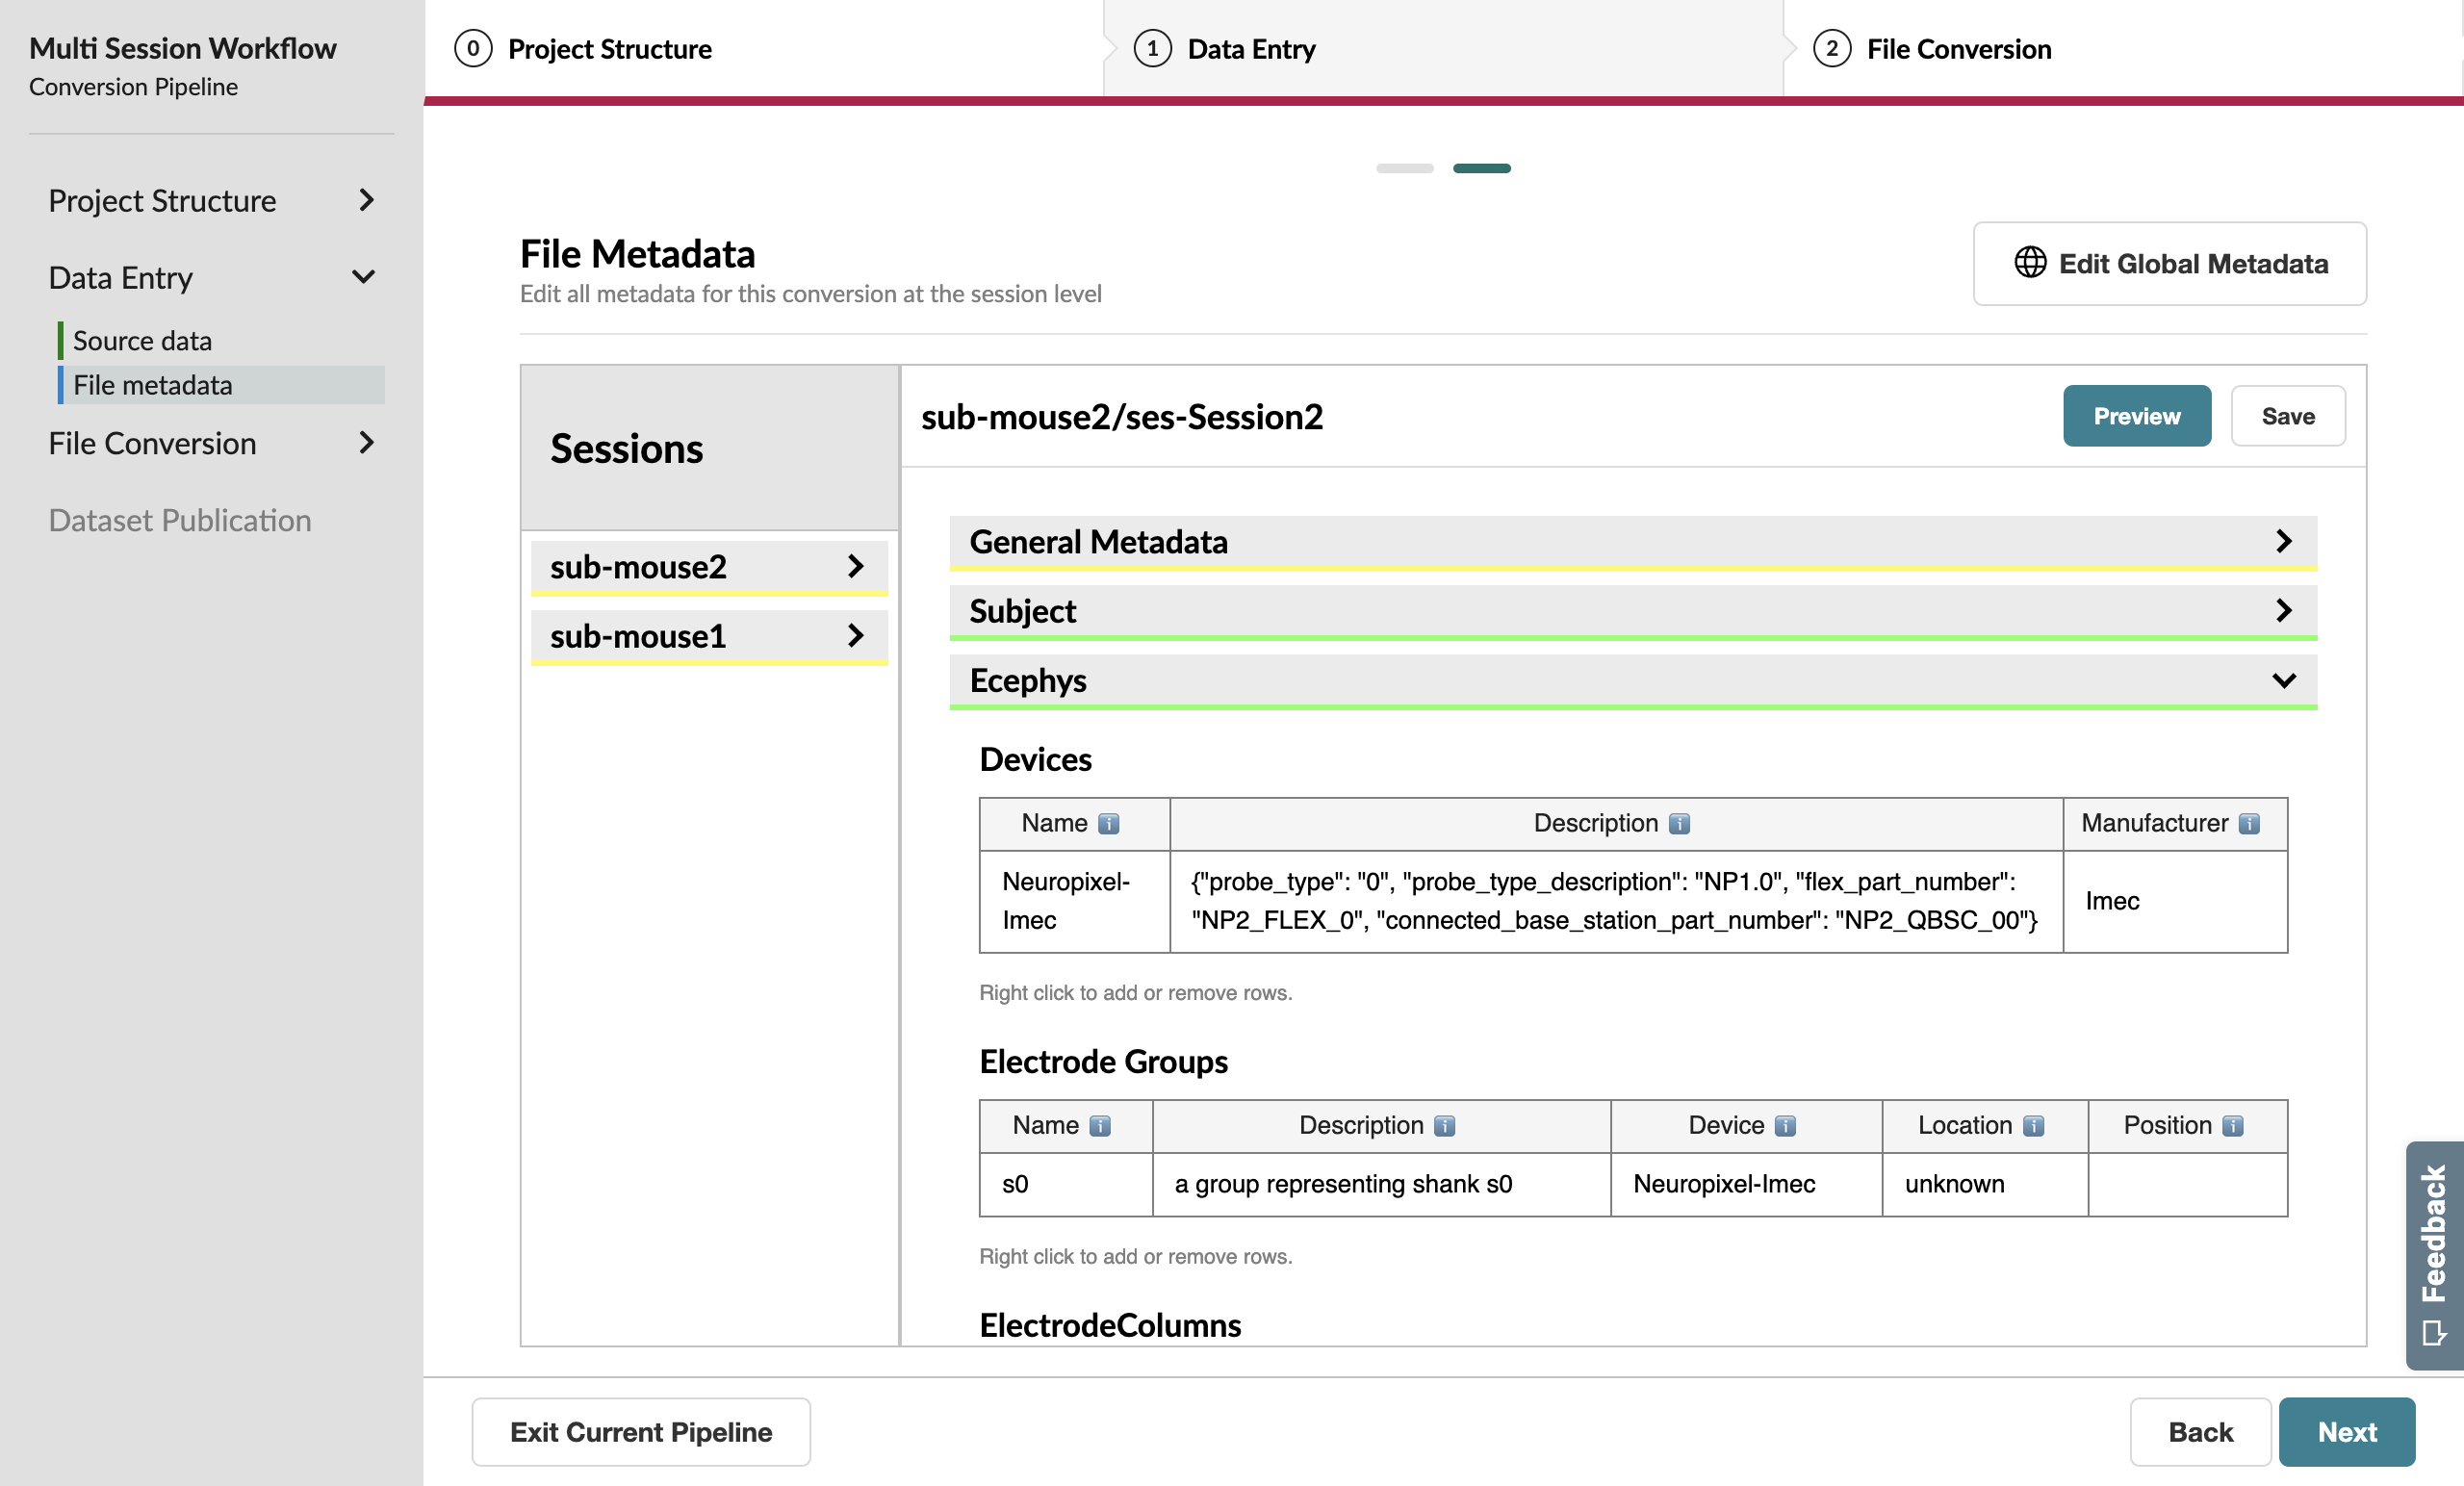 Multi Session Workflow
Conversion Pipeline
Project Structure
Data Entry
Source data
File metadata
File Conversion
Dataset Publication
0 Project Structure
1 Data Entry
2 File Conversion
File Metadata
Edit all metadata for this conversion at the session level
Edit Global Metadata
Sessions
sub-mouse2
sub-mouse1
sub-mouse2/ses-Session2
Preview
Save
General Metadata
Subject
Ecephys
Devices
Name i Description i Manufacturer i
Neuropixel-
Imec
{"probe_type": "0", "probe_type_description": "NP1.0", "flex_part_number":
"NP2_FLEX_0", "connected_base_station_part_number": "NP2_QBSC_00"}
Imec
Right click to add or remove rows.
Electrode Groups
Name i Description i Device i Location i Position i
s0 a group representing shank s0 Neuropixel-Imec unknown
Right click to add or remove rows.
ElectrodeColumns
Feedback
Exit Current Pipeline
Back
Next